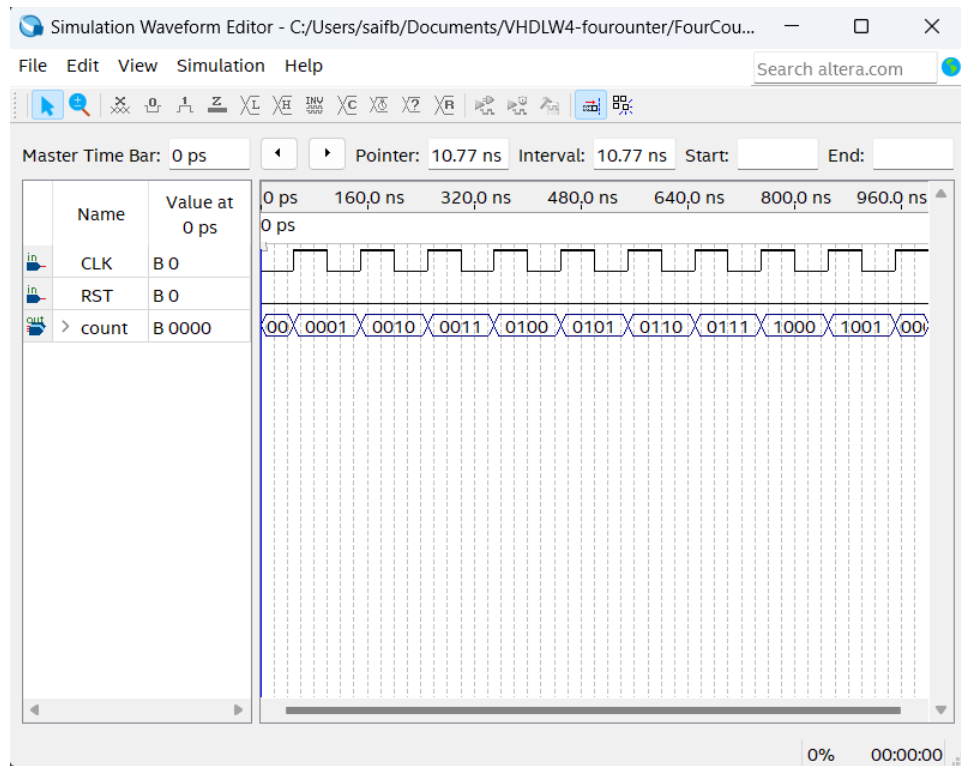 Simulation Waveform Editor - C:/Users/saifb/Documents/VHDLW4-fourounter/FourCou...
File Edit View Simulation Help
Search altera.com
Master Time Bar: 0 ps Pointer: 10.77 ns Interval: 10.77 ns Start: End:
Name Value at 0 ps
0 ps 160.0 ns 320.0 ns 480.0 ns 640.0 ns 800.0 ns 960.0 ns
0 ps
in CLK B 0
in RST B 0
out > count B 0000 00 0001 0010 0011 0100 0101 0110 0111 1000 1001 00
0% 00:00:00